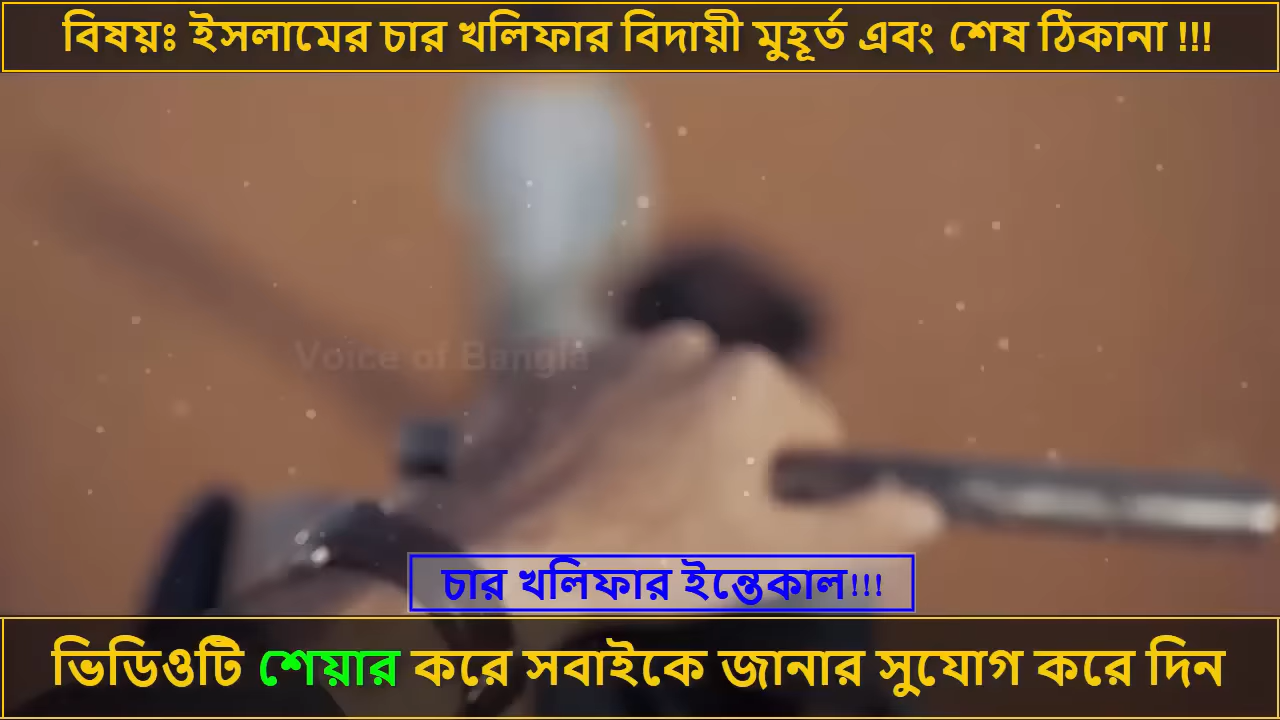 বিষয়ঃ ইসলামের চার খলিফার বিদায়ী মুহূর্ত এবং শেষ ঠিকানা !!!
Voice of Bangla
চার খলিফার ইন্তেকাল!!!
ভিডিওটি শেয়ার করে সবাইকে জানার সুযোগ করে দিন